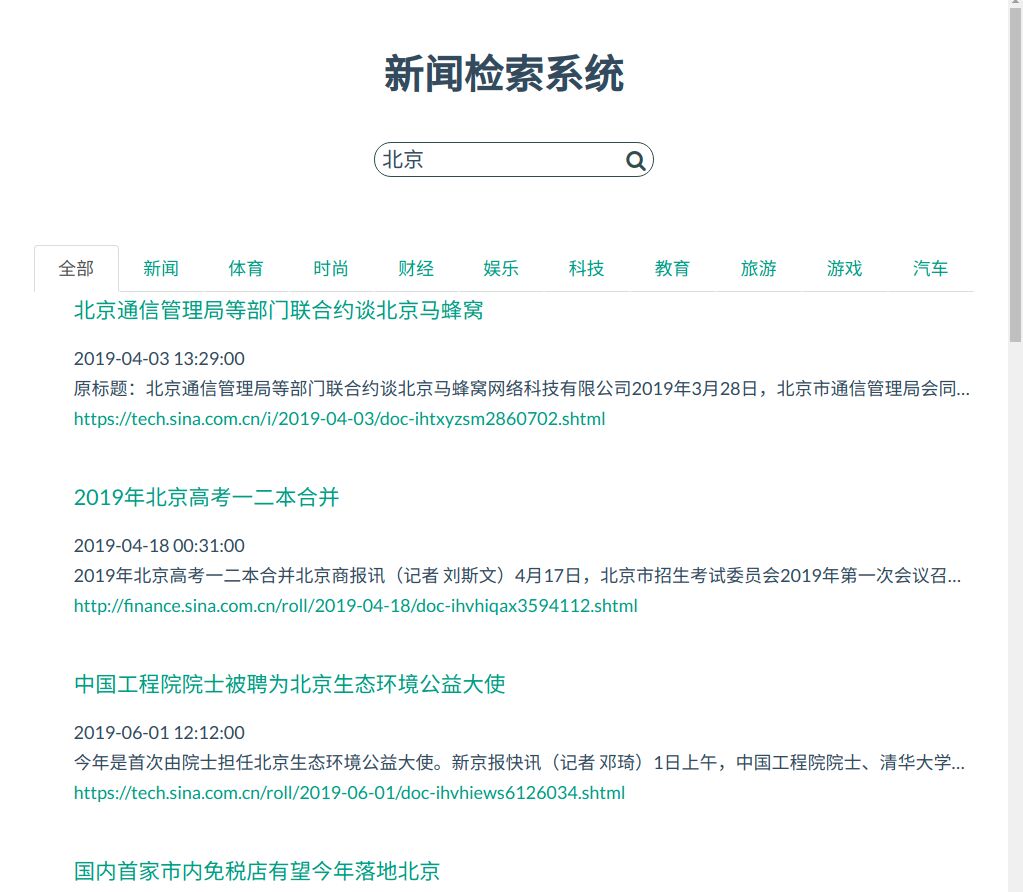 新闻检索系统
北京
全部 新闻 体育 时尚 财经 娱乐 科技 教育 旅游 游戏 汽车
北京通信管理局等部门联合约谈北京马蜂窝
2019-04-03 13:29:00
原标题：北京通信管理局等部门联合约谈北京马蜂窝网络科技有限公司2019年3月28日，北京市通信管理局会同...
https://tech.sina.com.cn/i/2019-04-03/doc-ihtxyzsm2860702.shtml
2019年北京高考一二本合并
2019-04-18 00:31:00
2019年北京高考一二本合并北京商报讯（记者 刘斯文）4月17日，北京市招生考试委员会2019年第一次会议召...
http://finance.sina.com.cn/roll/2019-04-18/doc-ihvhiqax3594112.shtml
中国工程院院士被聘为北京生态环境公益大使
2019-06-01 12:12:00
今年是首次由院士担任北京生态环境公益大使。新京报快讯（记者 邓琦）1日上午，中国工程院院士、清华大学...
https://tech.sina.com.cn/roll/2019-06-01/doc-ihvhiews6126034.shtml
国内首家市内免税店有望今年落地北京